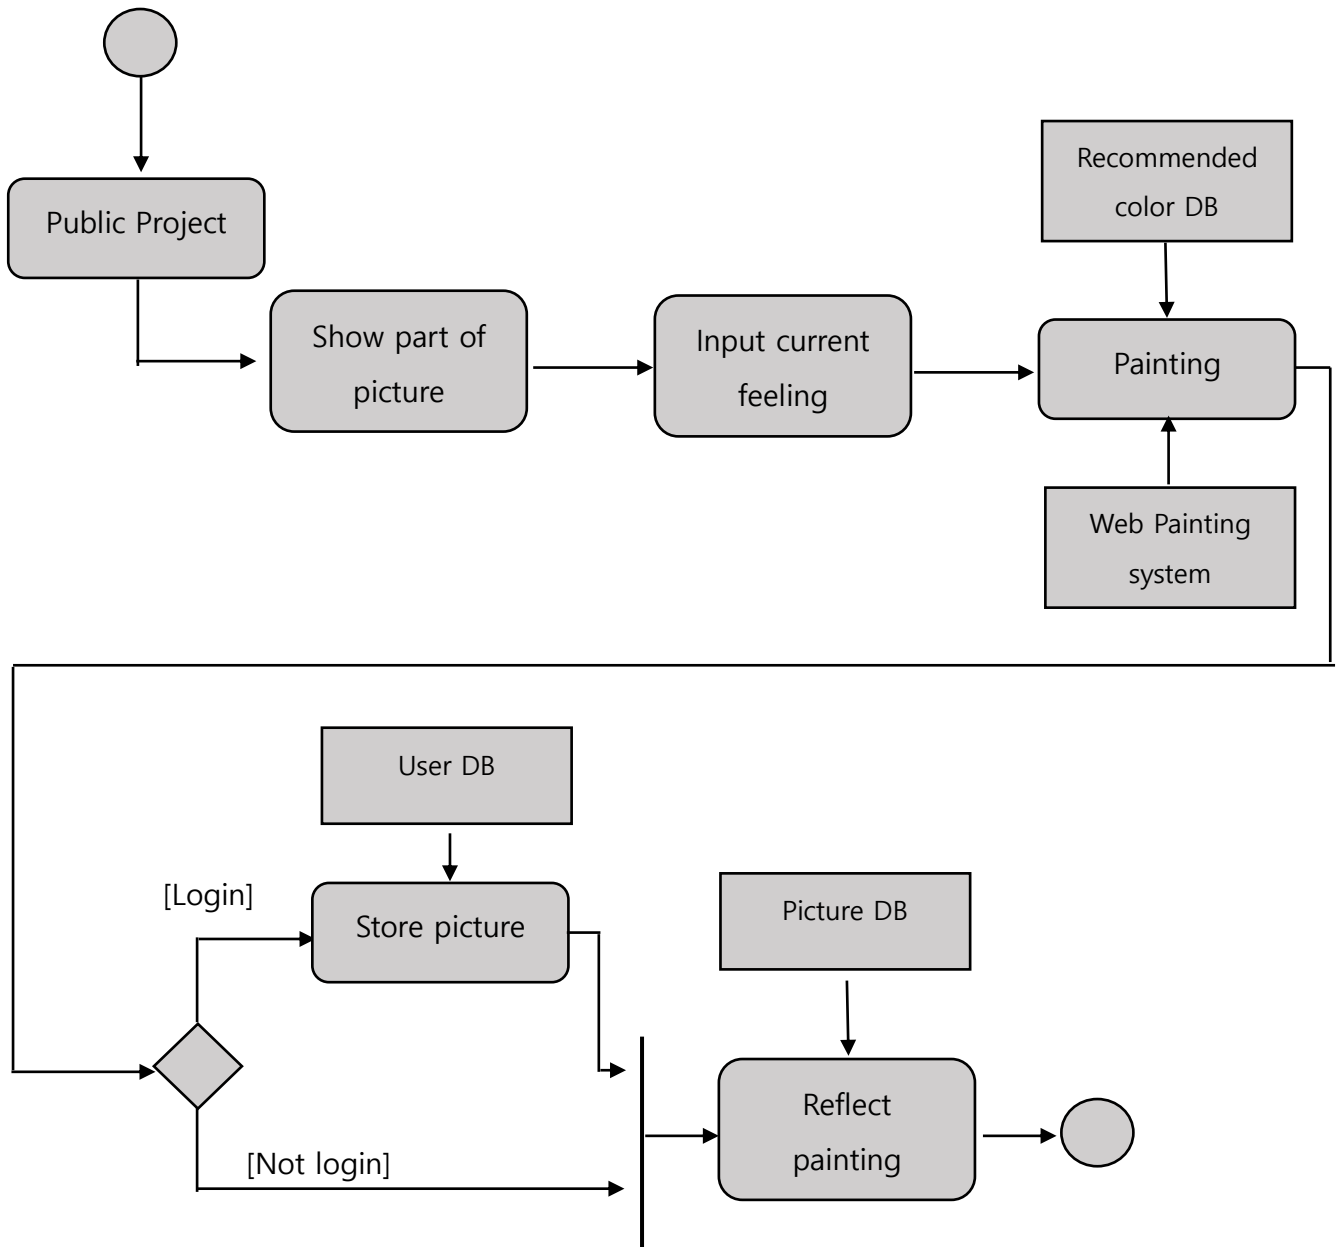 Public Project
Recommended
color DB
Show part of
picture
Input current
feeling
Painting
Web Painting
system
User DB
[Login]
Store picture
Picture DB
[Not login]
Reflect
painting